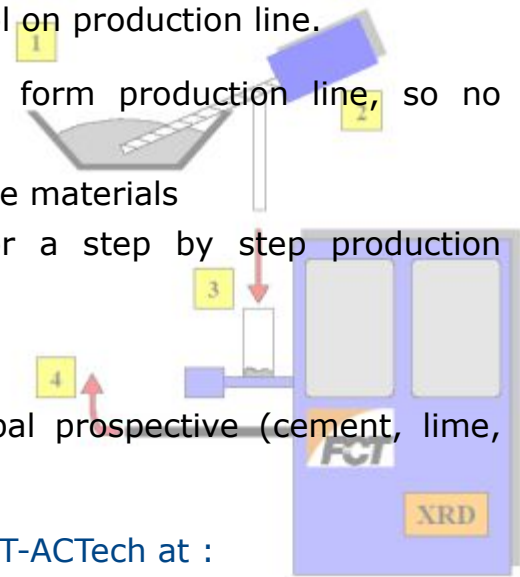 on production line.
1
form production line, so no
2
materials
a step by step production
3
4
prospective (cement, lime,
FCT
XRD
T-ACTech at :